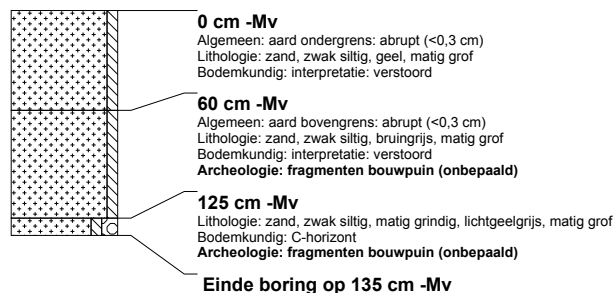 0 cm -Mv
Algemeen: aard ondergrens: abrupt (<0,3 cm)
Lithologie: zand, zwak siltig, geel, matig grof
Bodemkundig: interpretatie: verstoord
60 cm -Mv
Algemeen: aard bovengrens: abrupt (<0,3 cm)
Lithologie: zand, zwak siltig, bruingrijs, matig grof
Bodemkundig: interpretatie: verstoord
Archeologie: fragmenten bouwpuin (onbepaald)
125 cm -Mv
Lithologie: zand, zwak siltig, matig grindig, lichtgeelgrijs, matig grof
Bodemkundig: C-horizont
Archeologie: fragmenten bouwpuin (onbepaald)
Einde boring op 135 cm -Mv